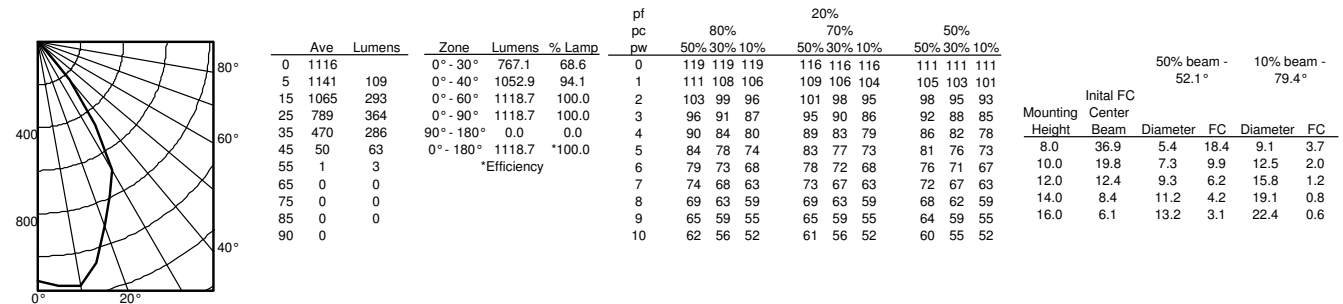 400
800
0°
20°
40°
60°
80°
Ave Lumens
0 1116
5 1141 109
15 1065 293
25 789 364
35 470 286
45 50 63
55 1 3
65 0 0
75 0 0
85 0 0
90 0
Zone Lumens % Lamp
0° - 30° 767.1 68.6
0° - 40° 1052.9 94.1
0° - 60° 1118.7 100.0
0° - 90° 1118.7 100.0
90° - 180° 0.0 0.0
0° - 180° 1118.7 *100.0
*Efficiency
pf 20%
pc 80% 70% 50%
pw 50% 30% 10% 50% 30% 10% 50% 30% 10%
0 119 119 119 116 116 116 111 111 111
1 111 108 106 109 106 104 105 103 101
2 103 99 96 101 98 95 98 95 93
3 96 91 87 95 90 86 92 88 85
4 90 84 80 89 83 79 86 82 78
5 84 78 74 83 77 73 81 76 73
6 79 73 68 78 72 68 76 71 67
7 74 68 63 73 67 63 72 67 63
8 69 63 59 69 63 59 68 62 59
9 65 59 55 65 59 55 64 59 55
10 62 56 52 61 56 52 60 55 52
50% beam - 10% beam -
52.1° 79.4°
Inital FC
Mounting Center
Height Beam Diameter FC Diameter FC
8.0 36.9 5.4 18.4 9.1 3.7
10.0 19.8 7.3 9.9 12.5 2.0
12.0 12.4 9.3 6.2 15.8 1.2
14.0 8.4 11.2 4.2 19.1 0.8
16.0 6.1 13.2 3.1 22.4 0.6